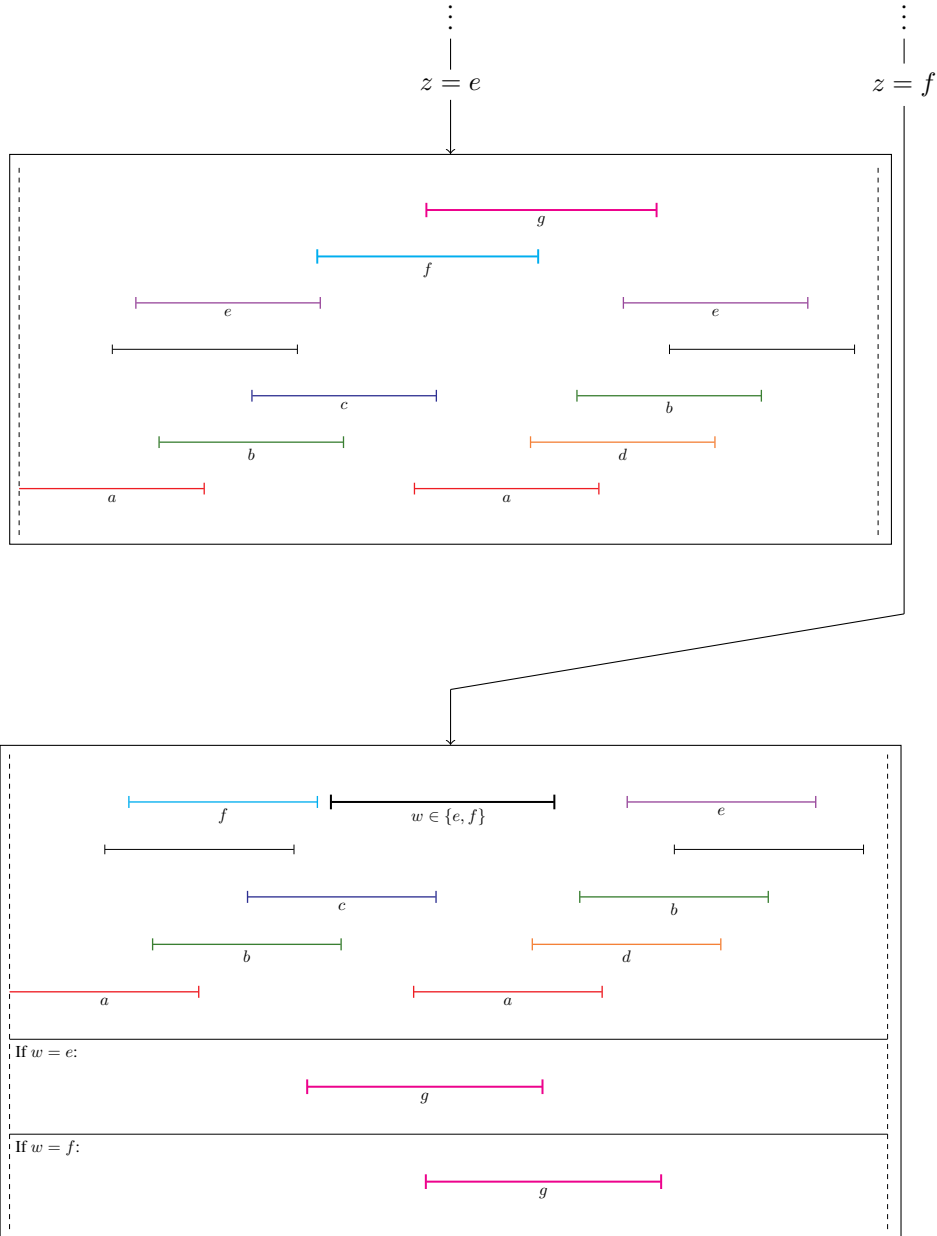 ⋮ ⋮
z = e z = f
g
f
e e
c b
b d
a a
f w ∈ {e, f} e
c b
b d
a a
If w = e:
g
If w = f:
g